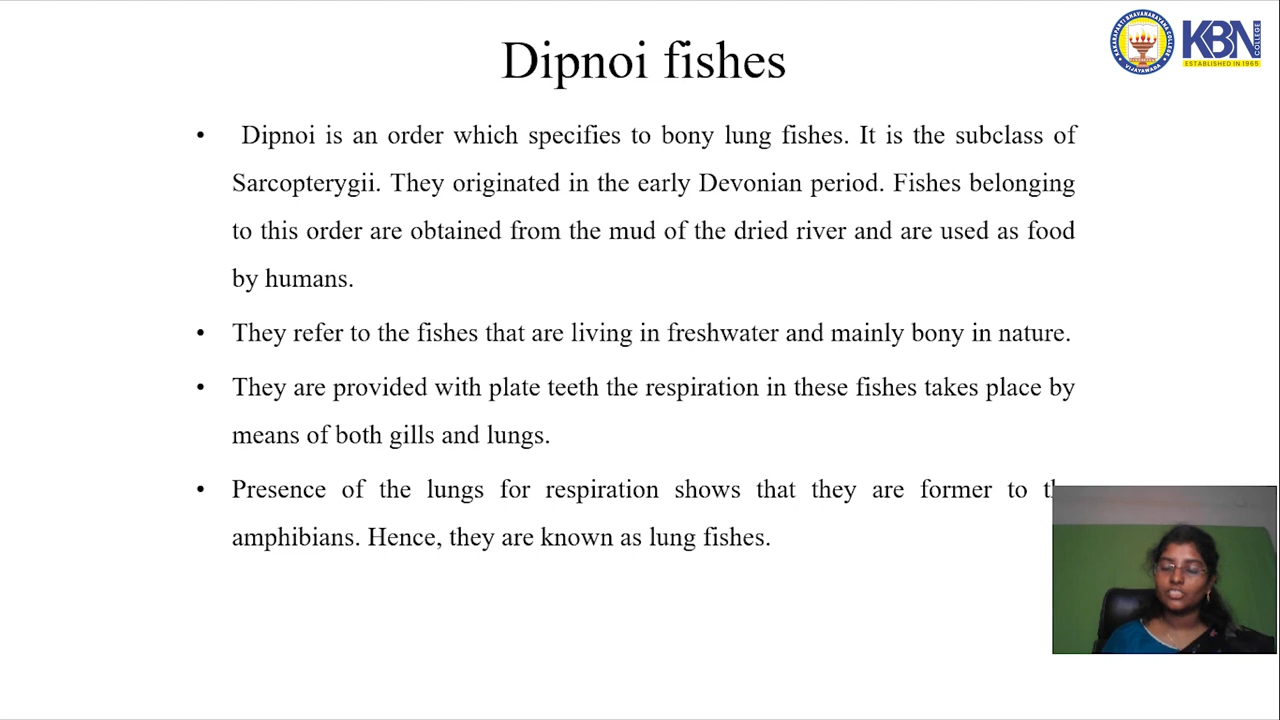 Dipnoi fishes
KAKARAPARTI BHAVANARAYANA COLLEGE
VIJAYAWADA
KBN
COLLEGE
ESTABLISHED IN 1965
• Dipnoi is an order which specifies to bony lung fishes. It is the subclass of
Sarcopterygii. They originated in the early Devonian period. Fishes belonging
to this order are obtained from the mud of the dried river and are used as food
by humans.
• They refer to the fishes that are living in freshwater and mainly bony in nature.
• They are provided with plate teeth the respiration in these fishes takes place by
means of both gills and lungs.
• Presence of the lungs for respiration shows that they are former to
amphibians. Hence, they are known as lung fishes.